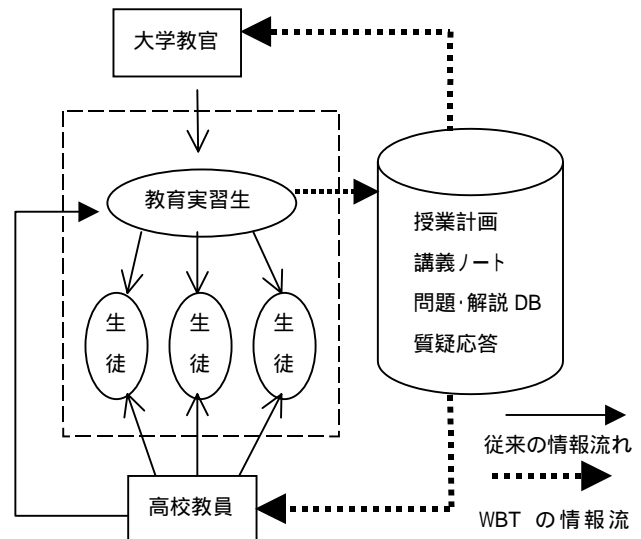 大学教官
教育実習生
授業計画
講義ノート
問題・解説 DB
質疑応答
生徒
生徒
生徒
従来の情報流れ
高校教員
WBT の情報流